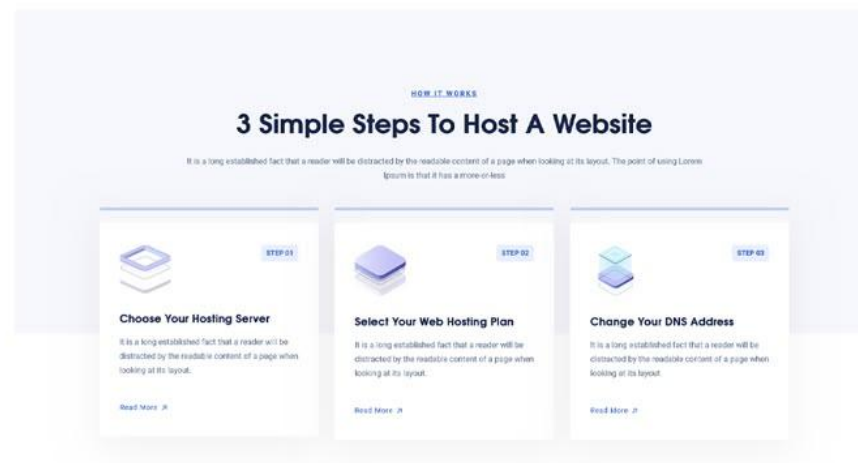 HOW IT WORKS
3 Simple Steps To Host A Website
It is a long established fact that a reader will be distracted by the readable content of a page when looking at its layout. The point of using Lorem
Ipsum is that it has a more-or-less
STEP 01
Choose Your Hosting Server
It is a long established fact that a reader will be
distracted by the readable content of a page when
looking at its layout.
Read More
STEP 02
Select Your Web Hosting Plan
It is a long established fact that a reader will be
distracted by the readable content of a page when
looking at its layout.
Read More
STEP 03
Change Your DNS Address
It is a long established fact that a reader will be
distracted by the readable content of a page when
looking at its layout.
Read More